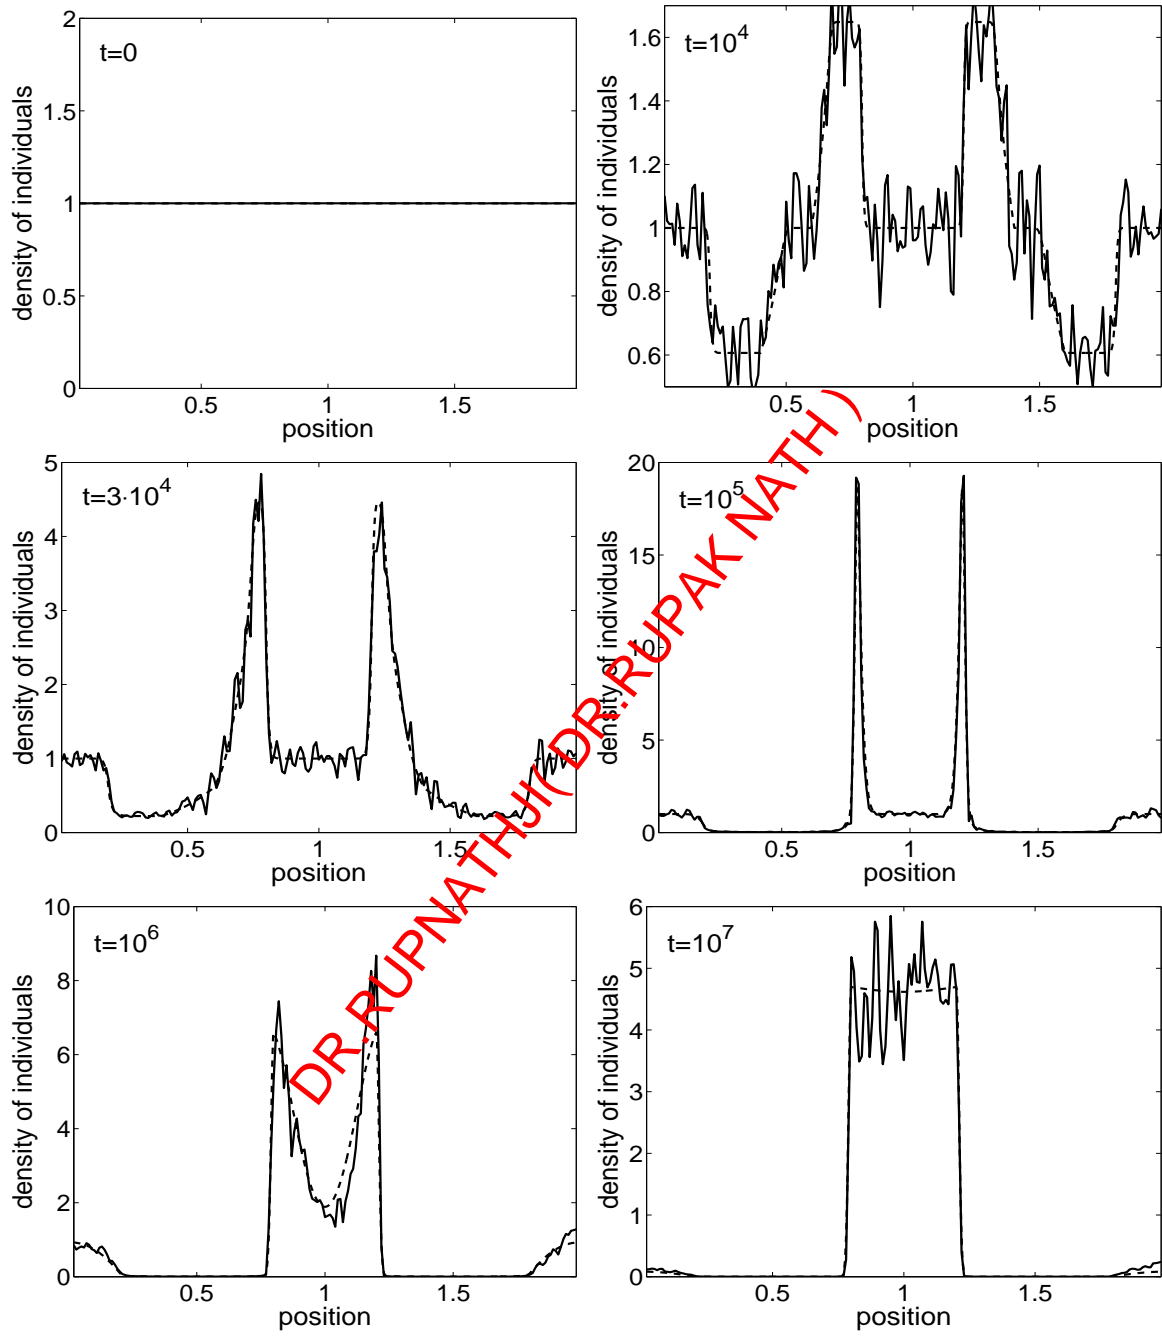 t=0
2
1.5
1
0.5
0
0.5 1 1.5
position
density of individuals
t=10^4
1.6
1.4
1.2
1
0.8
0.6
0.5 1 1.5
position
density of individuals
t=3·10^4
5
4
3
2
1
0
0.5 1 1.5
position
density of individuals
t=10^5
20
15
10
5
0
0.5 1 1.5
position
density of individuals
t=10^6
10
8
6
4
2
0
0.5 1 1.5
position
density of individuals
t=10^7
6
5
4
3
2
1
0
0.5 1 1.5
position
density of individuals
DR.RUPNATHJI( DR.RUPAK NATH )